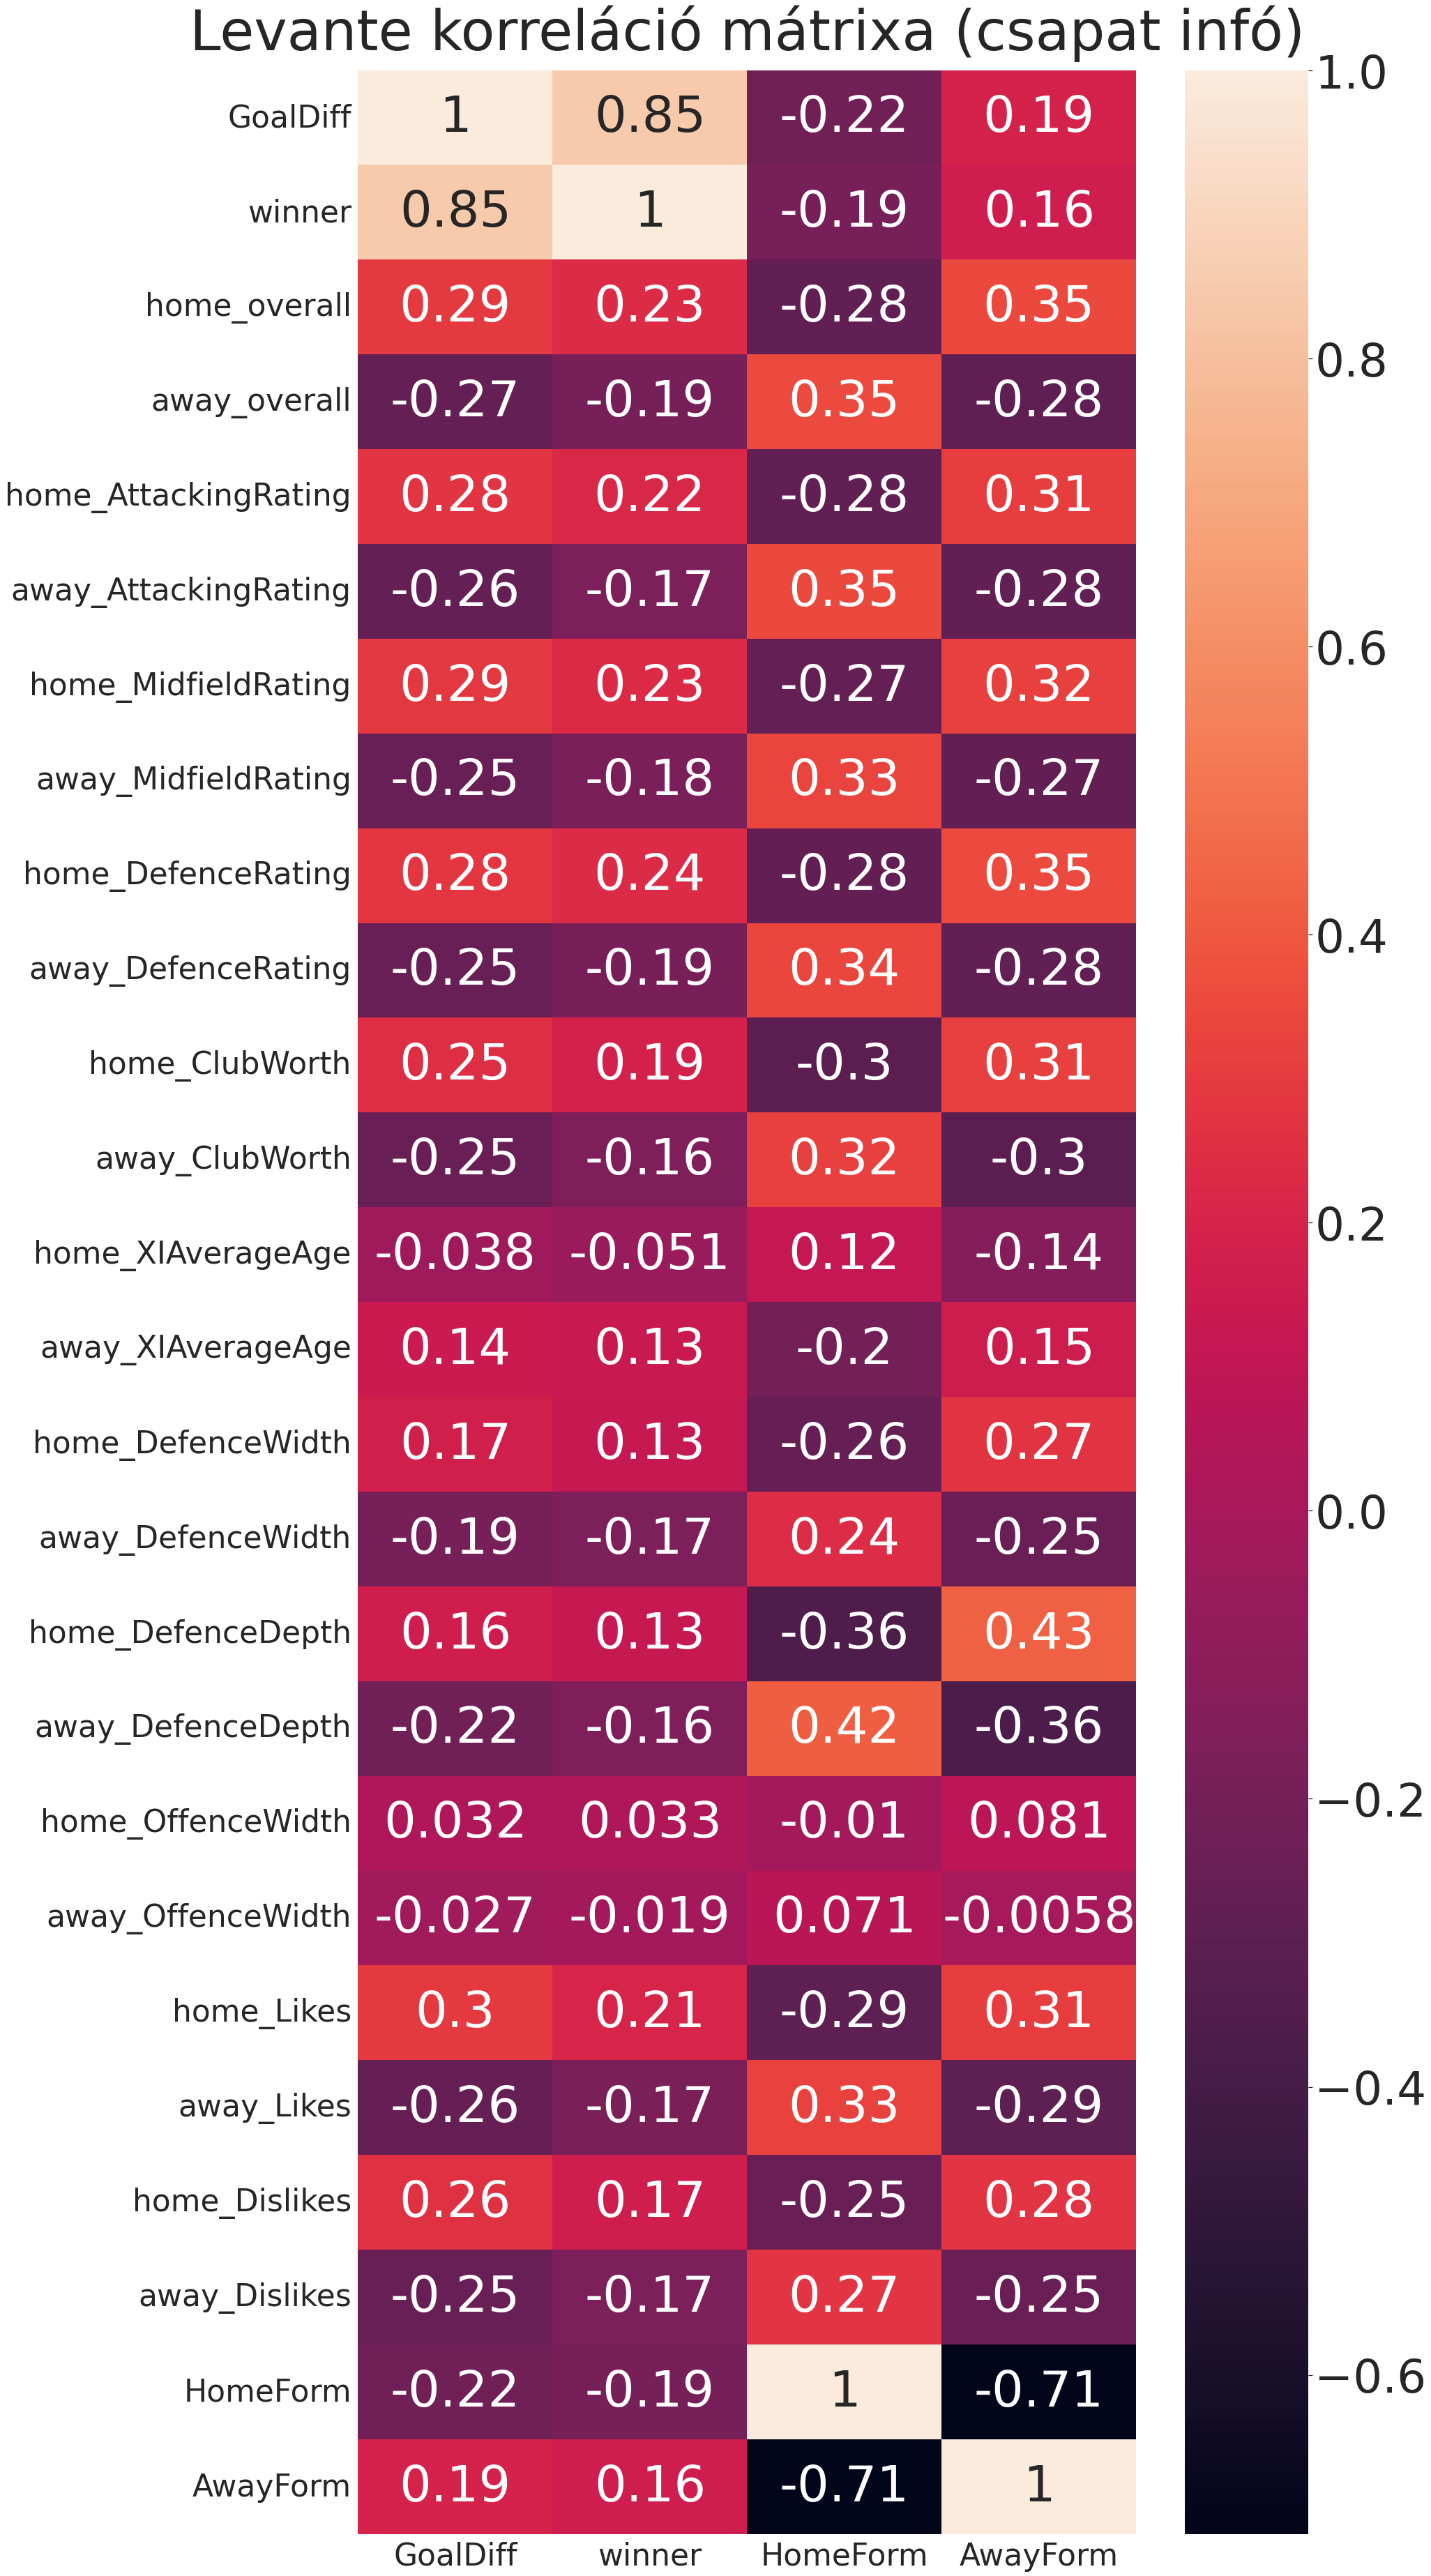 Levante korreláció mátrixa (csapat infó)
GoalDiff 1 0.85 -0.22 0.19
winner 0.85 1 -0.19 0.16
home_overall 0.29 0.23 -0.28 0.35
away_overall -0.27 -0.19 0.35 -0.28
home_AttackingRating 0.28 0.22 -0.28 0.31
away_AttackingRating -0.26 -0.17 0.35 -0.28
home_MidfieldRating 0.29 0.23 -0.27 0.32
away_MidfieldRating -0.25 -0.18 0.33 -0.27
home_DefenceRating 0.28 0.24 -0.28 0.35
away_DefenceRating -0.25 -0.19 0.34 -0.28
home_ClubWorth 0.25 0.19 -0.3 0.31
away_ClubWorth -0.25 -0.16 0.32 -0.3
home_XIAverageAge -0.038 -0.051 0.12 -0.14
away_XIAverageAge 0.14 0.13 -0.2 0.15
home_DefenceWidth 0.17 0.13 -0.26 0.27
away_DefenceWidth -0.19 -0.17 0.24 -0.25
home_DefenceDepth 0.16 0.13 -0.36 0.43
away_DefenceDepth -0.22 -0.16 0.42 -0.36
home_OffenceWidth 0.032 0.033 -0.01 0.081
away_OffenceWidth -0.027 -0.019 0.071 -0.0058
home_Likes 0.3 0.21 -0.29 0.31
away_Likes -0.26 -0.17 0.33 -0.29
home_Dislikes 0.26 0.17 -0.25 0.28
away_Dislikes -0.25 -0.17 0.27 -0.25
HomeForm -0.22 -0.19 1 -0.71
AwayForm 0.19 0.16 -0.71 1
GoalDiff winner HomeForm AwayForm
1.0
0.8
0.6
0.4
0.2
0.0
−0.2
−0.4
−0.6